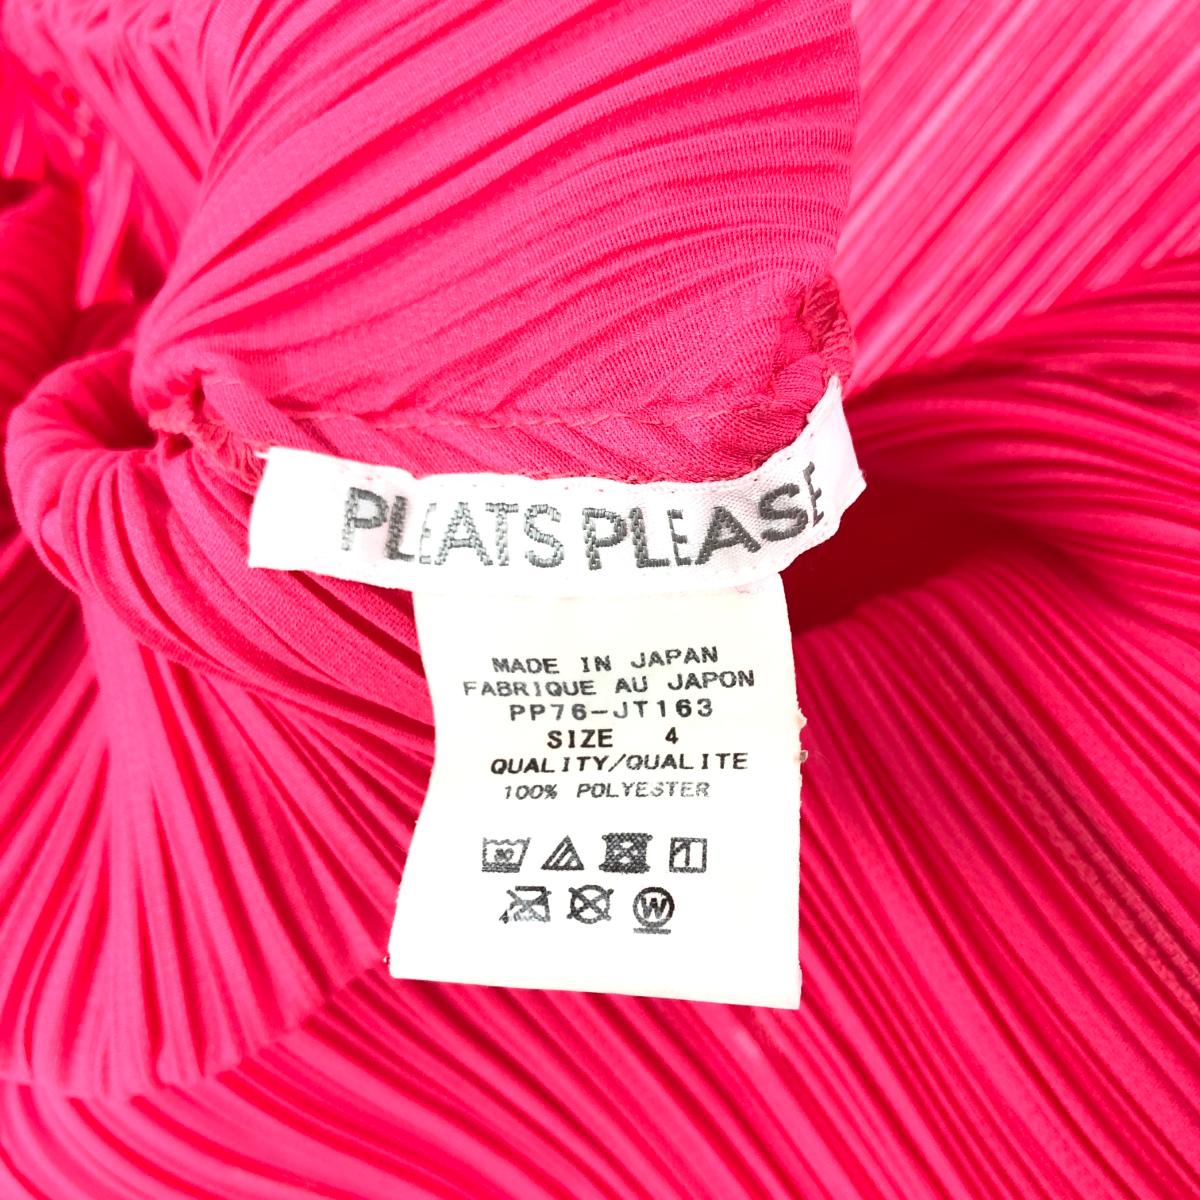 PLEATS PLEASE
MADE IN JAPAN
FABRIQUE AU JAPON
PP76-JT163
SIZE 4
QUALITY/QUALITE
100% POLYESTER
W